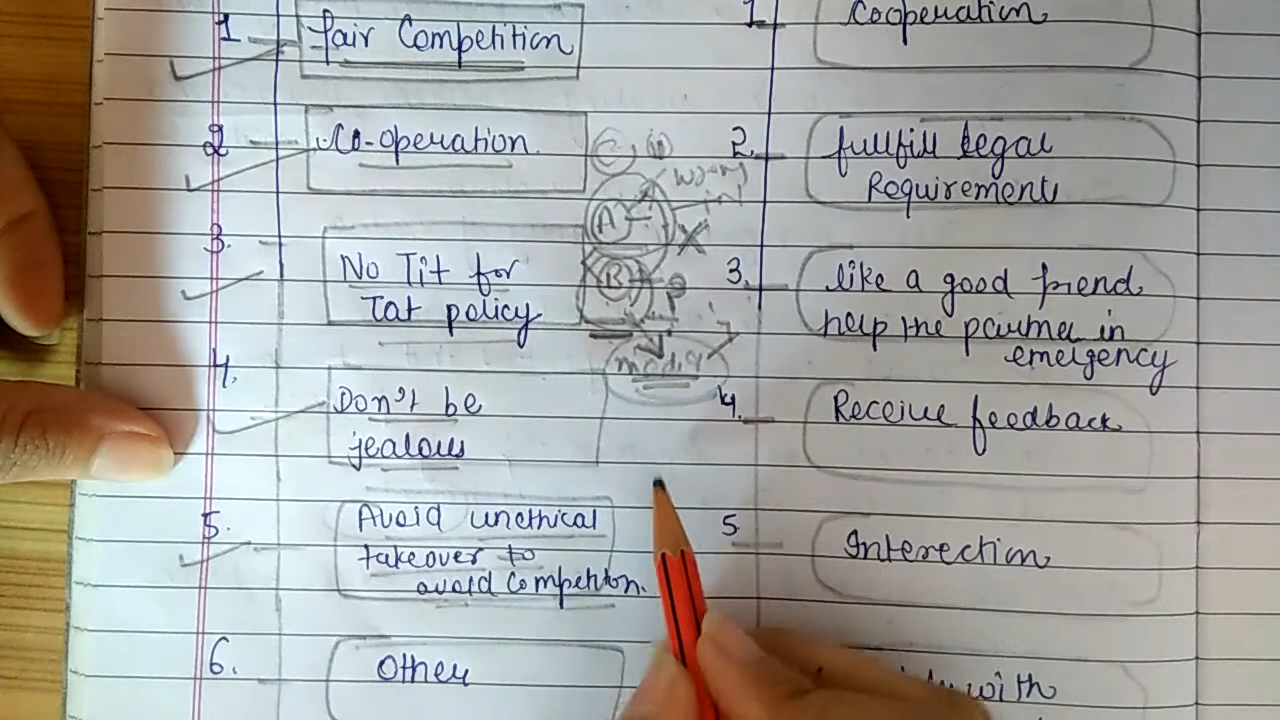 1 fair Competition
2 Co-operation.
3. No Tit for
Tat policy
4. Don't be
jealous
5. Avoid unethical
takeover to
avoid competition.
6. Other
C
A
B
1. Cooperation
2. fullfill legal
Requirement
3. like a good friend
help the partner in
emergency
4. Receive feedback
5 Interection
with